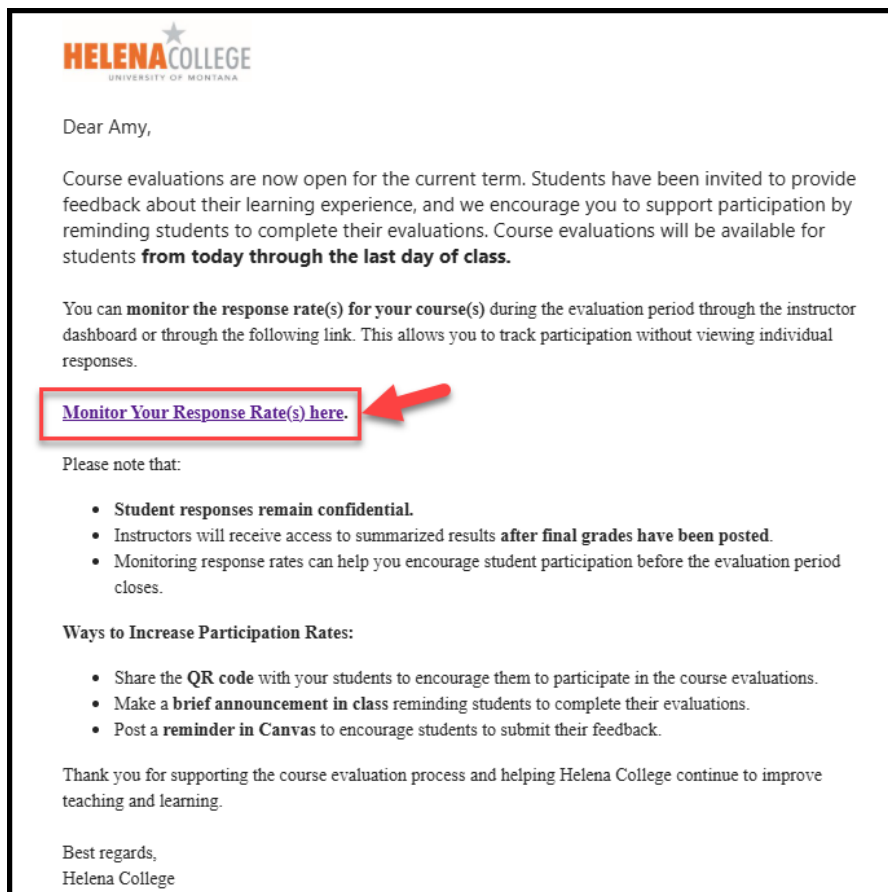 HELENACOLLEGE
UNIVERSITY OF MONTANA
Dear Amy,
Course evaluations are now open for the current term. Students have been invited to provide
feedback about their learning experience, and we encourage you to support participation by
reminding students to complete their evaluations. Course evaluations will be available for
students from today through the last day of class.
You can monitor the response rate(s) for your course(s) during the evaluation period through the instructor
dashboard or through the following link. This allows you to track participation without viewing individual
responses.
Monitor Your Response Rate(s) here.
Please note that:
• Student responses remain confidential.
• Instructors will receive access to summarized results after final grades have been posted.
• Monitoring response rates can help you encourage student participation before the evaluation period
closes.
Ways to Increase Participation Rates:
• Share the QR code with your students to encourage them to participate in the course evaluations.
• Make a brief announcement in class reminding students to complete their evaluations.
• Post a reminder in Canvas to encourage students to submit their feedback.
Thank you for supporting the course evaluation process and helping Helena College continue to improve
teaching and learning.
Best regards,
Helena College